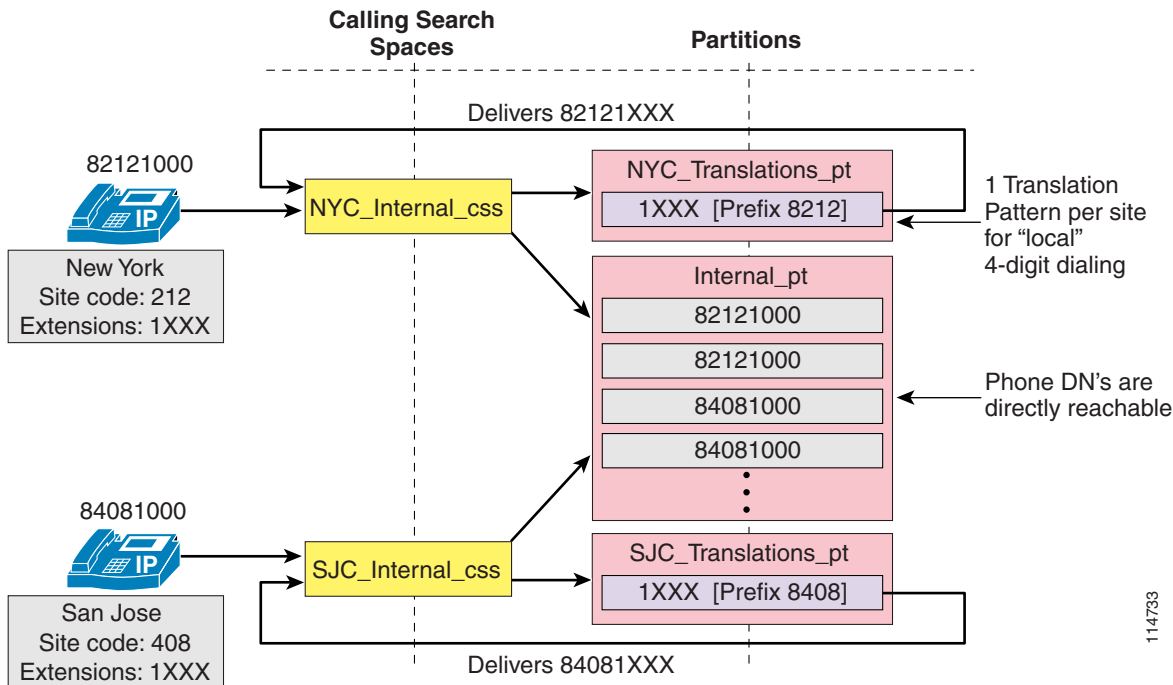 Calling Search
Spaces
Partitions
Delivers 82121XXX
82121000
IP
New York
Site code: 212
Extensions: 1XXX
NYC_Internal_css
NYC_Translations_pt
1XXX [Prefix 8212]
1 Translation
Pattern per site
for “local”
4-digit dialing
Internal_pt
82121000
82121000
84081000
84081000
Phone DN's are
directly reachable
84081000
IP
San Jose
Site code: 408
Extensions: 1XXX
SJC_Internal_css
SJC_Translations_pt
1XXX [Prefix 8408]
Delivers 84081XXX
114733